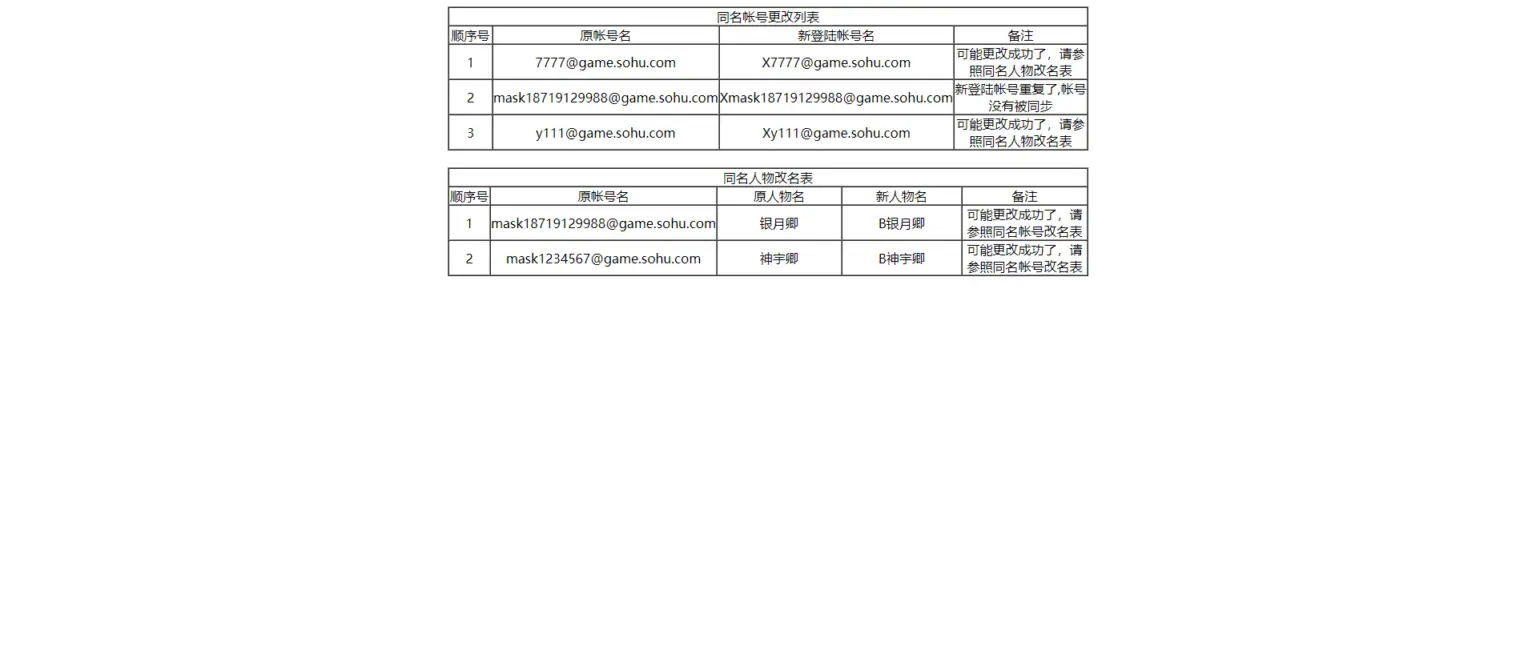 同名帐号更改列表
顺序号 原帐号名 新登陆帐号名 备注
1 7777@game.sohu.com X7777@game.sohu.com 可能更改成功了，请参
照同名人物改名表
2 mask18719129988@game.sohu.com Xmask18719129988@game.sohu.com 新登陆帐号重复了,帐号
没有被同步
3 y111@game.sohu.com Xy111@game.sohu.com 可能更改成功了，请参
照同名人物改名表
同名人物改名表
顺序号 原帐号名 原人物名 新人物名 备注
1 mask18719129988@game.sohu.com 银月卿 B银月卿 可能更改成功了，请
参照同名帐号改名表
2 mask1234567@game.sohu.com 神宇卿 B神宇卿 可能更改成功了，请
参照同名帐号改名表